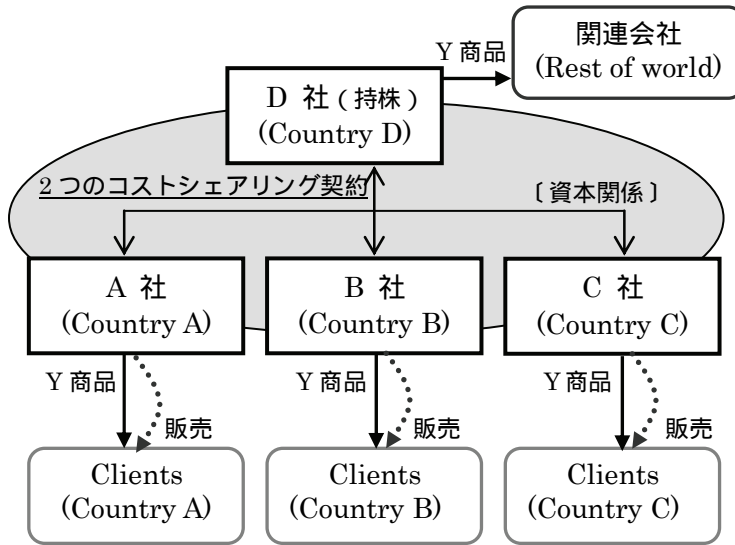 Y 商品
関連会社
(Rest of world)
D 社 ( 持株 )
(Country D)
2 つのコストシェアリング契約
〔 資本関係 〕
A 社
(Country A)
B 社
(Country B)
C 社
(Country C)
Y 商品
販売
Y 商品
販売
Y 商品
販売
Clients
(Country A)
Clients
(Country B)
Clients
(Country C)